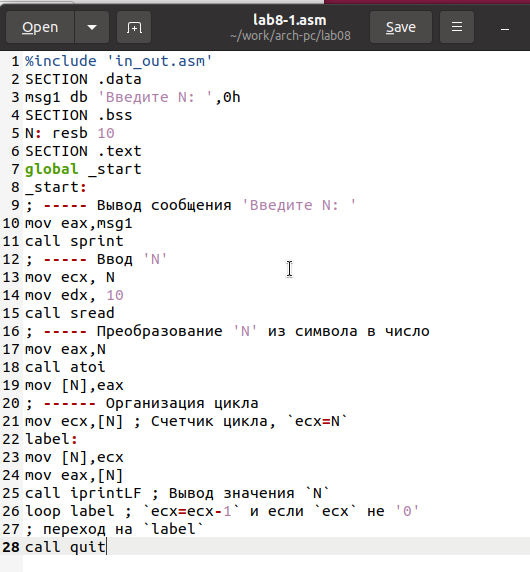 Open
lab8-1.asm
~/work/arch-pc/lab08
Save
1 %include 'in_out.asm'
2 SECTION .data
3 msg1 db 'Введите N: ',0h
4 SECTION .bss
5 N: resb 10
6 SECTION .text
7 global _start
8 _start:
9 ; ----- Вывод сообщения 'Введите N: '
10 mov eax,msg1
11 call sprint
12 ; ----- Ввод 'N'
13 mov ecx, N
14 mov edx, 10
15 call sread
16 ; ----- Преобразование 'N' из символа в число
17 mov eax,N
18 call atoi
19 mov [N],eax
20 ; ------ Организация цикла
21 mov ecx,[N] ; Счетчик цикла, `ecx=N`
22 label:
23 mov [N],ecx
24 mov eax,[N]
25 call iprintLF ; Вывод значения `N`
26 loop label ; `ecx=ecx-1` и если `ecx` не '0'
27 ; переход на `label`
28 call quit